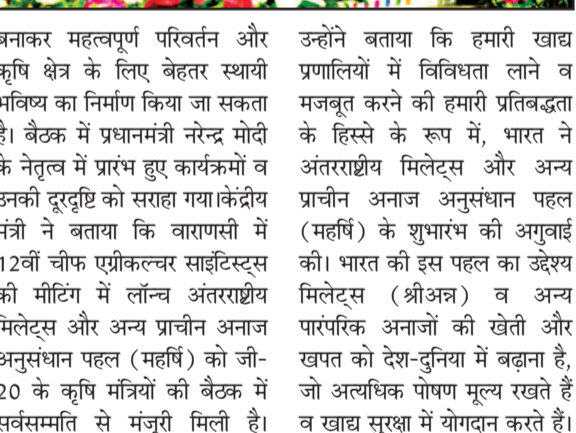 बनाकर महत्वपूर्ण परिवर्तन और
कृषि क्षेत्र के लिए बेहतर स्थायी
भविष्य का निर्माण किया जा सकता
है। बैठक में प्रधानमंत्री नरेन्द्र मोदी
के नेतृत्व में प्रारंभ हुए कार्यक्रमों व
उनकी दूरदृष्टि को सराहा गया।केंद्रीय
मंत्री ने बताया कि वाराणसी में
12वीं चीफ एग्रीकल्चर साइंटिस्ट्स
की मीटिंग में लॉन्च अंतरराष्ट्रीय
मिलेट्स और अन्य प्राचीन अनाज
अनुसंधान पहल (महर्षि) को जी-
20 के कृषि मंत्रियों की बैठक में
सर्वसम्मति से मंजूरी मिली है।
उन्होंने बताया कि हमारी खाद्य
प्रणालियों में विविधता लाने व
मजबूत करने की हमारी प्रतिबद्धता
के हिस्से के रूप में, भारत ने
अंतरराष्ट्रीय मिलेट्स और अन्य
प्राचीन अनाज अनुसंधान पहल
(महर्षि) के शुभारंभ की अगुवाई
की। भारत की इस पहल का उद्देश्य
मिलेट्स (श्रीअन्न) व अन्य
पारंपरिक अनाजों की खेती और
खपत को देश-दुनिया में बढ़ाना है,
जो अत्यधिक पोषण मूल्य रखते हैं
व खाद्य सुरक्षा में योगदान करते हैं।